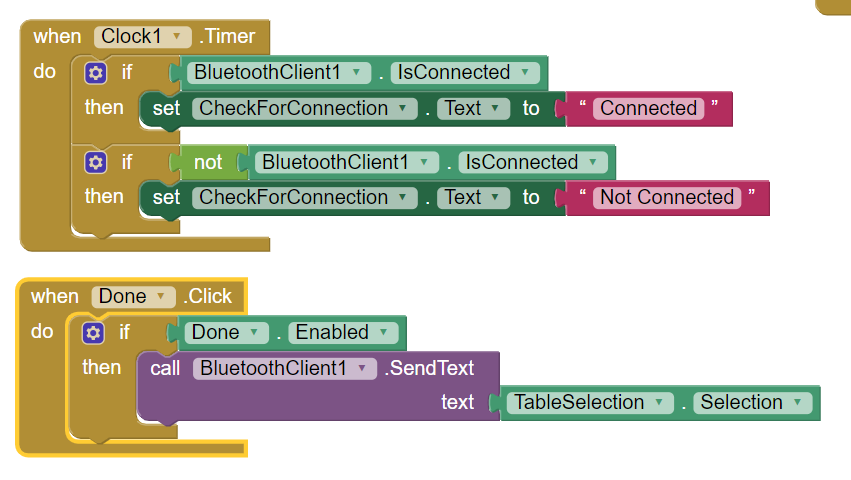 when Clock1 .Timer
do if BluetoothClient1 . IsConnected
then set CheckForConnection . Text to “ Connected ”
if not BluetoothClient1 . IsConnected
then set CheckForConnection . Text to “ Not Connected ”
when Done .Click
do if Done . Enabled
then call BluetoothClient1 .SendText
text TableSelection . Selection